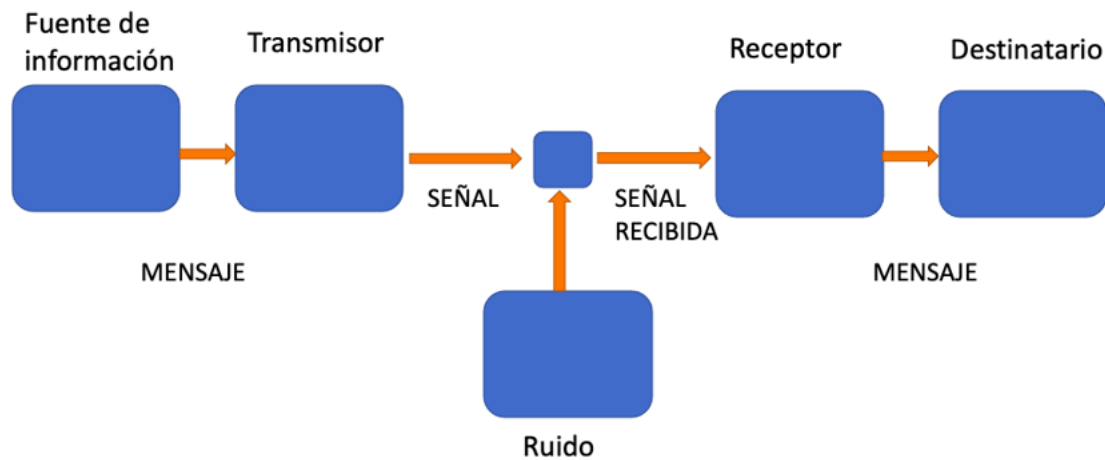 Fuente de
información
Transmisor
Receptor
Destinatario
SEÑAL
SEÑAL
RECIBIDA
MENSAJE
MENSAJE
Ruido